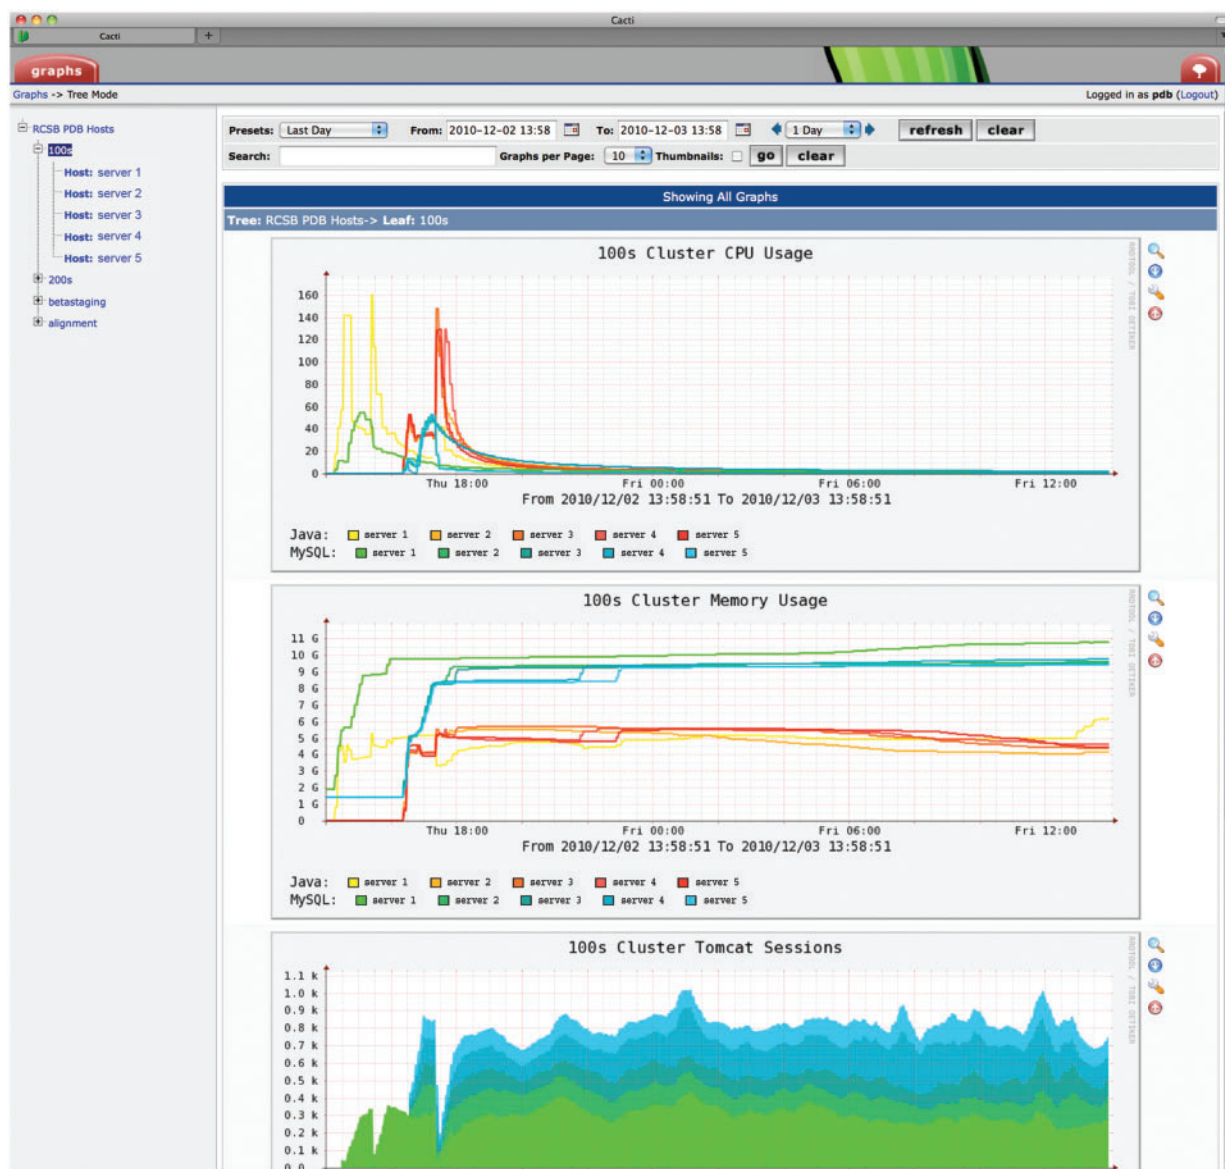 Cacti
Cacti +
graphs
Graphs -> Tree Mode
Logged in as pdb (Logout)
RCSB PDB Hosts
100s
Host: server 1
Host: server 2
Host: server 3
Host: server 4
Host: server 5
200s
betastaging
alignment
Presets: Last Day From: 2010-12-02 13:58 To: 2010-12-03 13:58 1 Day refresh clear
Search: Graphs per Page: 10 Thumbnails: go clear
Showing All Graphs
Tree: RCSB PDB Hosts-> Leaf: 100s
100s Cluster CPU Usage
RRDTOOL / TOBI OETIKER
160
140
120
100
80
60
40
20
0
Thu 18:00 Fri 00:00 Fri 06:00 Fri 12:00
From 2010/12/02 13:58:51 To 2010/12/03 13:58:51
Java: server 1 server 2 server 3 server 4 server 5
MySQL: server 1 server 2 server 3 server 4 server 5
100s Cluster Memory Usage
RRDTOOL / TOBI OETIKER
11 G
10 G
9 G
8 G
7 G
6 G
5 G
4 G
3 G
2 G
1 G
0
Thu 18:00 Fri 00:00 Fri 06:00 Fri 12:00
From 2010/12/02 13:58:51 To 2010/12/03 13:58:51
Java: server 1 server 2 server 3 server 4 server 5
MySQL: server 1 server 2 server 3 server 4 server 5
100s Cluster Tomcat Sessions
RRDTOOL / TOBI OETIKER
1.1 k
1.0 k
0.9 k
0.8 k
0.7 k
0.6 k
0.5 k
0.4 k
0.3 k
0.2 k
0.1 k
0.0